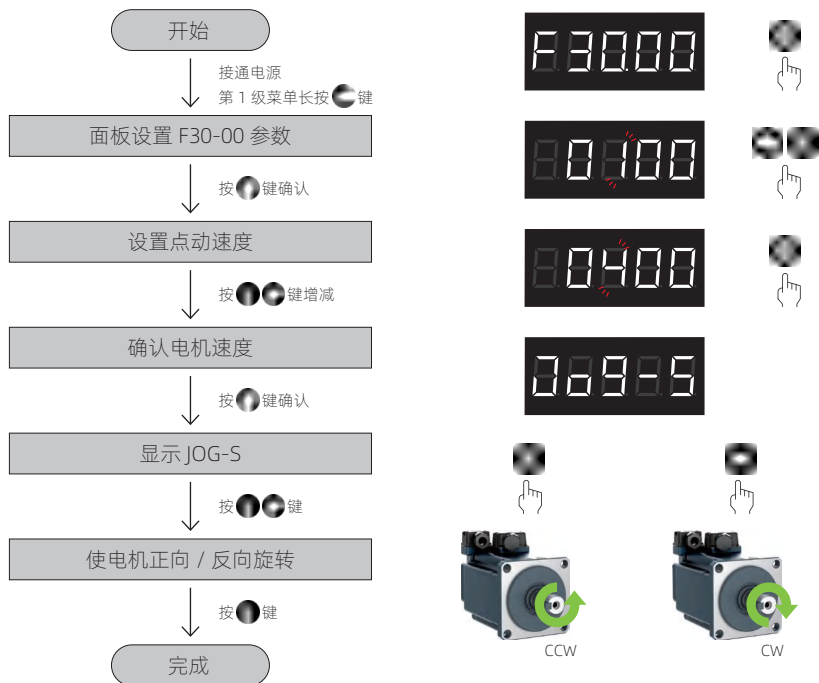 开始
接通电源
第 1 级菜单长按 键
面板设置 F30-00 参数
按 键确认
设置点动速度
按 键增减
确认电机速度
按 键确认
显示 JOG-S
按 键
使电机正向 / 反向旋转
按 键
完成
F30.00
0100
0400
Jog-S
CCW
CW